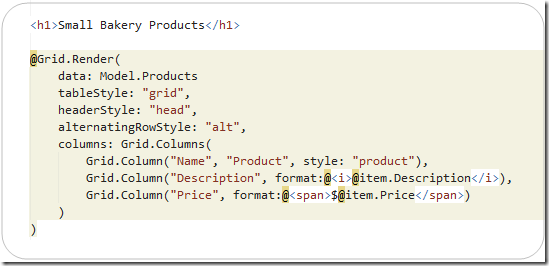 <h1>Small Bakery Products</h1>
@Grid.Render(
data: Model.Products
tableStyle: "grid",
headerStyle: "head",
alternatingRowStyle: "alt",
columns: Grid.Columns(
Grid.Column("Name", "Product", style: "product"),
Grid.Column("Description", format:@<i>@item.Description</i>),
Grid.Column("Price", format:@<span>$@item.Price</span>)
)
)